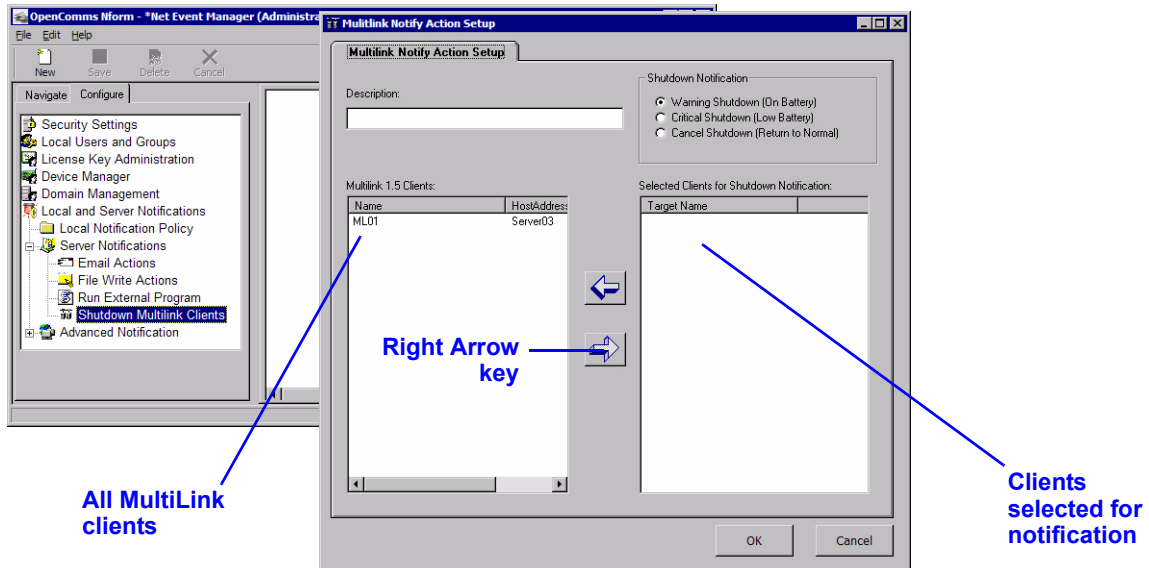 OpenComms Nform - *Net Event Manager (Administra
File Edit Help
New Save Delete Cancel
Navigate Configure
Security Settings
Local Users and Groups
License Key Administration
Device Manager
Domain Management
Local and Server Notifications
Local Notification Policy
Server Notifications
Email Actions
File Write Actions
Run External Program
Shutdown Multilink Clients
Advanced Notification
Mulitlink Notify Action Setup
Multilink Notify Action Setup
Description:
Shutdown Notification
Warning Shutdown (On Battery)
Critical Shutdown (Low Battery)
Cancel Shutdown (Return to Normal)
Multilink 1.5 Clients:
Name HostAddress
ML01 Server03
Selected Clients for Shutdown Notification:
Target Name
Right Arrow
key
OK Cancel
All MultiLink
clients
Clients
selected for
notification